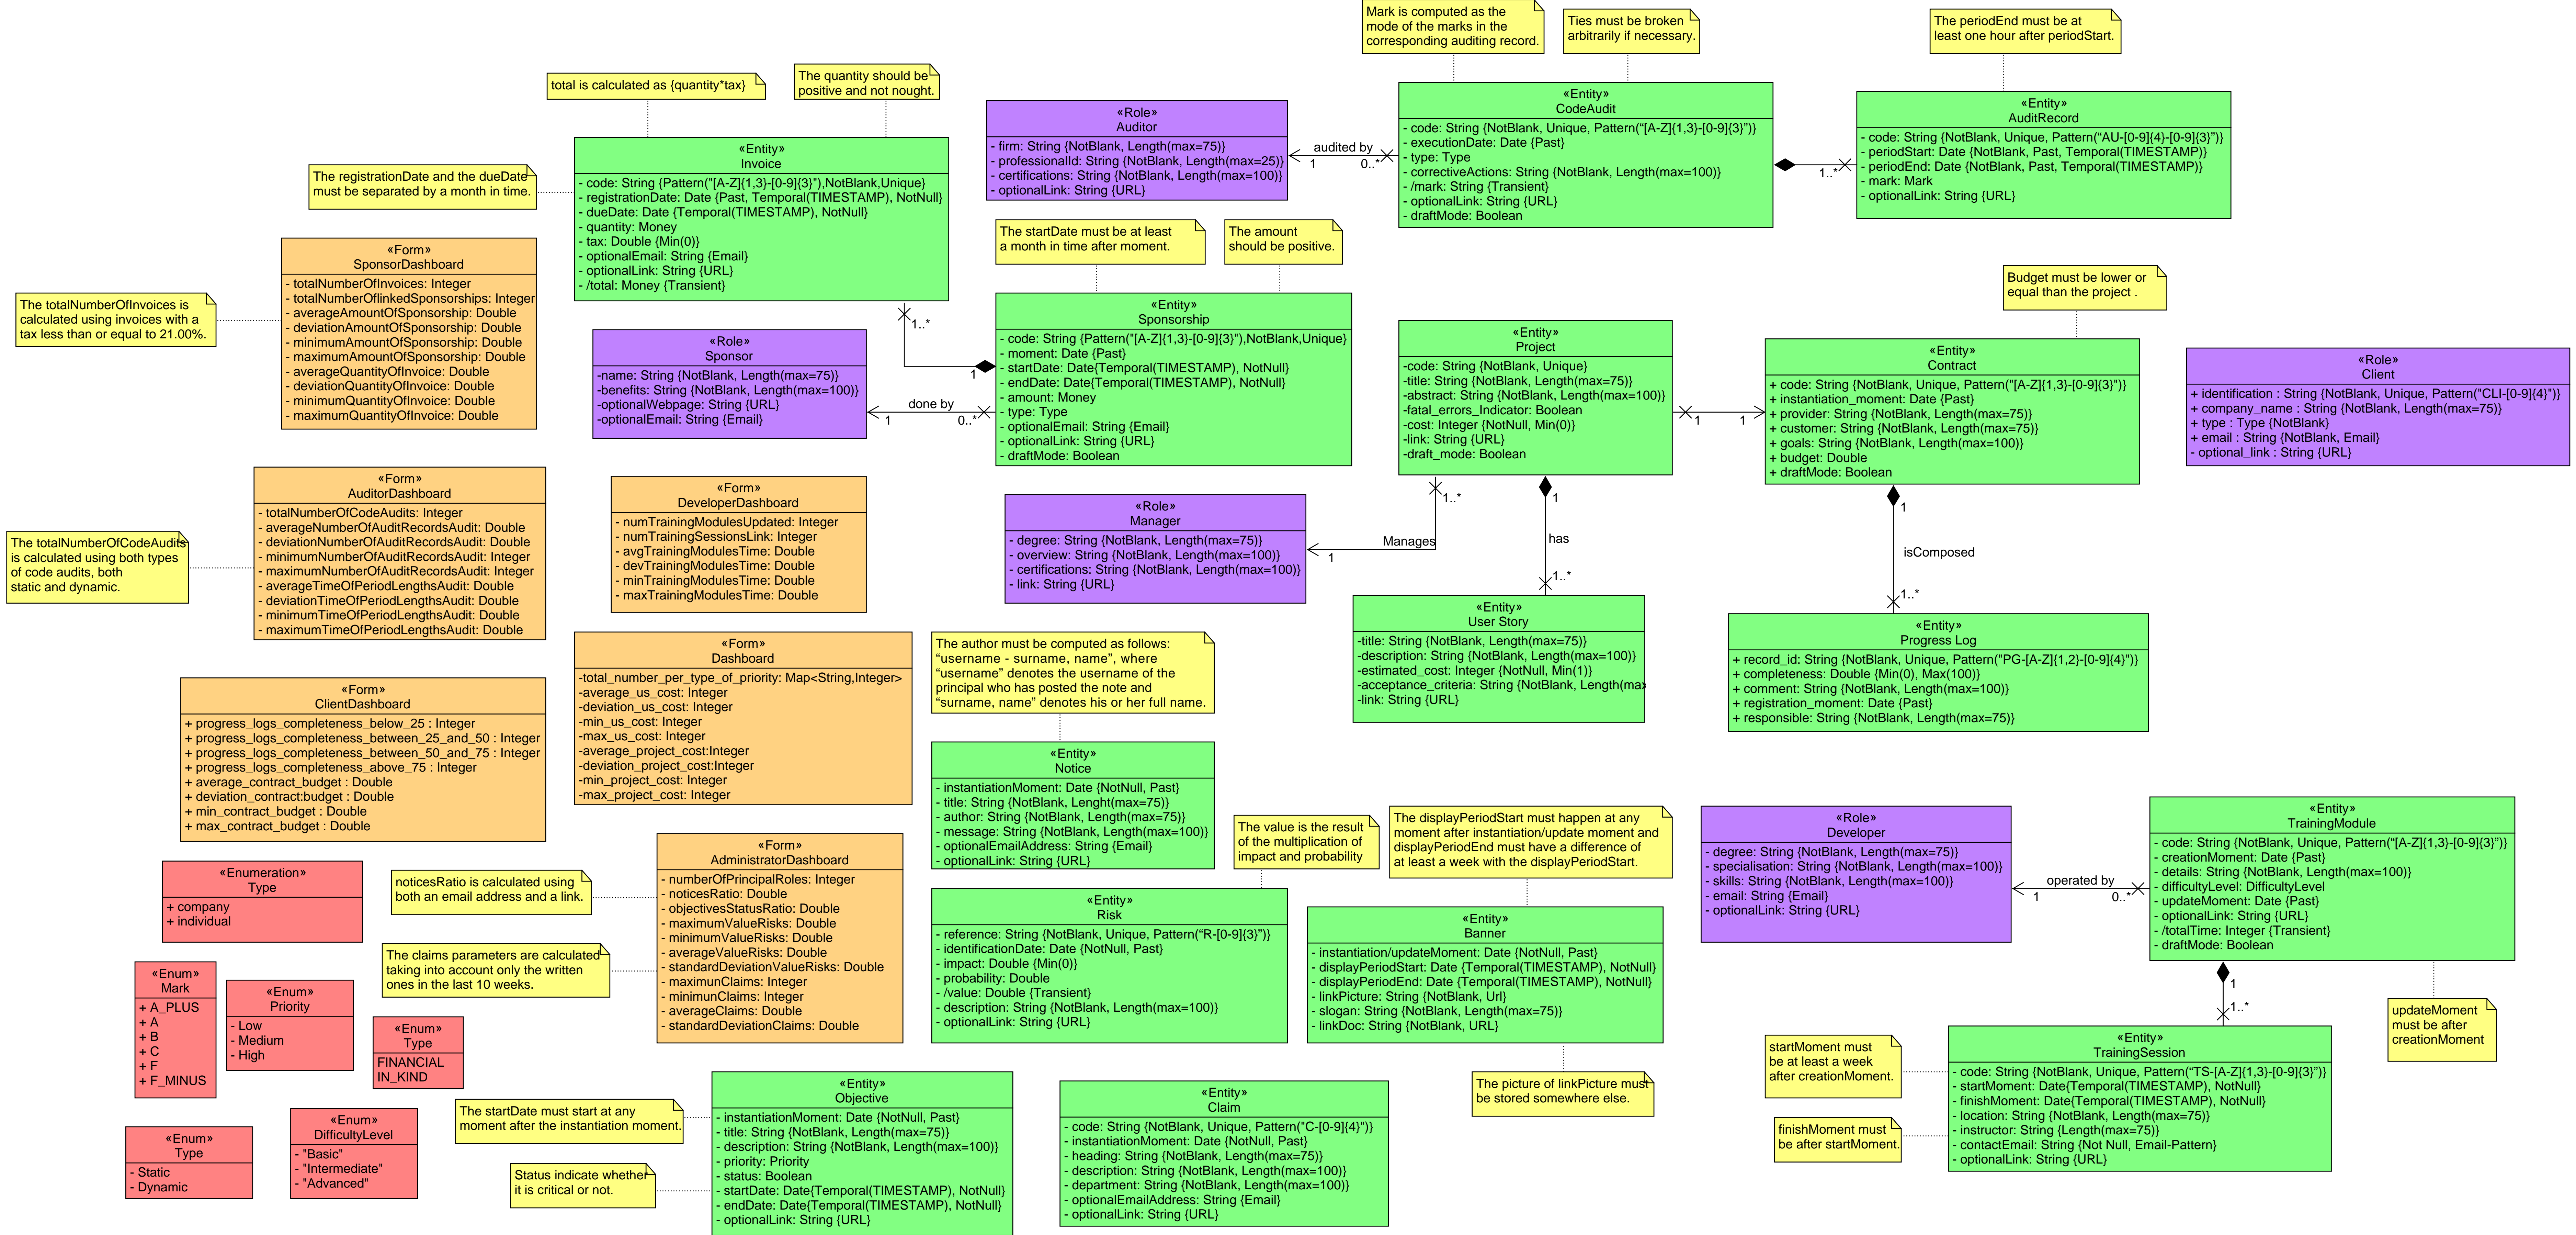 Mark is computed as the
mode of the marks in the
corresponding auditing record.
Ties must be broken
arbitrarily if necessary.
The periodEnd must be at
least one hour after periodStart.
total is calculated as {quantity*tax}
The quantity should be
positive and not nought.
«Entity»
Invoice
- code: String {Pattern("[A-Z]{1,3}-[0-9]{3}"),NotBlank,Unique}
- registrationDate: Date {Past, Temporal(TIMESTAMP), NotNull}
- dueDate: Date {Temporal(TIMESTAMP), NotNull}
- quantity: Money
- tax: Double {Min(0)}
- optionalEmail: String {Email}
- optionalLink: String {URL}
- /total: Money {Transient}
The registrationDate and the dueDate
must be separated by a month in time.
«Role»
Auditor
- firm: String {NotBlank, Length(max=75)}
- professionalId: String {NotBlank, Length(max=25)}
- certifications: String {NotBlank, Length(max=100)}
- optionalLink: String {URL}
audited by
1
0..*
«Entity»
CodeAudit
- code: String {NotBlank, Unique, Pattern(“[A-Z]{1,3}-[0-9]{3}”)}
- executionDate: Date {Past}
- type: Type
- correctiveActions: String {NotBlank, Length(max=100)}
- /mark: String {Transient}
- optionalLink: String {URL}
- draftMode: Boolean
1..*
«Entity»
AuditRecord
- code: String {NotBlank, Unique, Pattern(“AU-[0-9]{4}-[0-9]{3}”)}
- periodStart: Date {NotBlank, Past, Temporal(TIMESTAMP)}
- periodEnd: Date {NotBlank, Past, Temporal(TIMESTAMP)}
- mark: Mark
- optionalLink: String {URL}
«Form»
SponsorDashboard
- totalNumberOfInvoices: Integer
- totalNumberOflinkedSponsorships: Integer
- averageAmountOfSponsorship: Double
- deviationAmountOfSponsorship: Double
- minimumAmountOfSponsorship: Double
- maximumAmountOfSponsorship: Double
- averageQuantityOfInvoice: Double
- deviationQuantityOfInvoice: Double
- minimumQuantityOfInvoice: Double
- maximumQuantityOfInvoice: Double
The totalNumberOfInvoices is
calculated using invoices with a
tax less than or equal to 21.00%.
The startDate must be at least
a month in time after moment.
The amount
should be positive.
«Entity»
Sponsorship
- code: String {Pattern("[A-Z]{1,3}-[0-9]{3}"),NotBlank,Unique}
- moment: Date {Past}
- startDate: Date{Temporal(TIMESTAMP), NotNull}
- endDate: Date{Temporal(TIMESTAMP), NotNull}
- amount: Money
- type: Type
- optionalEmail: String {Email}
- optionalLink: String {URL}
- draftMode: Boolean
1..*
1
«Role»
Sponsor
-name: String {NotBlank, Length(max=75)}
-benefits: String {NotBlank, Length(max=100)}
-optionalWebpage: String {URL}
-optionalEmail: String {Email}
done by
1
0..*
«Entity»
Project
-code: String {NotBlank, Unique}
-title: String {NotBlank, Length(max=75)}
-abstract: String {NotBlank, Length(max=100)}
-fatal_errors_Indicator: Boolean
-cost: Integer {NotNull, Min(0)}
-link: String {URL}
-draft_mode: Boolean
1
1
Budget must be lower or
equal than the project .
«Entity»
Contract
+ code: String {NotBlank, Unique, Pattern("[A-Z]{1,3}-[0-9]{3}")}
+ instantiation_moment: Date {Past}
+ provider: String {NotBlank, Length(max=75)}
+ customer: String {NotBlank, Length(max=75)}
+ goals: String {NotBlank, Length(max=100)}
+ budget: Double
+ draftMode: Boolean
«Role»
Client
+ identification : String {NotBlank, Unique, Pattern("CLI-[0-9]{4}")
+ company_name : String {NotBlank, Length(max=75)}
+ type : Type {NotBlank}
+ email : String {NotBlank, Email}
- optional_link : String {URL}
«Form»
AuditorDashboard
- totalNumberOfCodeAudits: Integer
- averageNumberOfAuditRecordsAudit: Double
- deviationNumberOfAuditRecordsAudit: Double
- minimumNumberOfAuditRecordsAudit: Integer
- maximumNumberOfAuditRecordsAudit: Integer
- averageTimeOfPeriodLengthsAudit: Double
- deviationTimeOfPeriodLengthsAudit: Double
- minimumTimeOfPeriodLengthsAudit: Double
- maximumTimeOfPeriodLengthsAudit: Double
The totalNumberOfCodeAudits
is calculated using both types
of code audits, both
static and dynamic.
«Form»
DeveloperDashboard
- numTrainingModulesUpdated: Integer
- numTrainingSessionsLink: Integer
- avgTrainingModulesTime: Double
- devTrainingModulesTime: Double
- minTrainingModulesTime: Double
- maxTrainingModulesTime: Double
«Role»
Manager
- degree: String {NotBlank, Length(max=75)}
- overview: String {NotBlank, Length(max=100)}
- certifications: String {NotBlank, Length(max=100)}
- link: String {URL}
Manages
1..*
1
has
1
1..*
isComposed
1
1..*
«Entity»
User Story
-title: String {NotBlank, Length(max=75)}
-description: String {NotBlank, Length(max=100)}
-estimated_cost: Integer {NotNull, Min(1)}
-acceptance_criteria: String {NotBlank, Length(max
-link: String {URL}
«Entity»
Progress Log
+ record_id: String {NotBlank, Unique, Pattern("PG-[A-Z]{1,2}-[0-9]{4}")}
+ completeness: Double {Min(0), Max(100)}
+ comment: String {NotBlank, Length(max=100)}
+ registration_moment: Date {Past}
+ responsible: String {NotBlank, Length(max=75)}
«Form»
ClientDashboard
+ progress_logs_completeness_below_25 : Integer
+ progress_logs_completeness_between_25_and_50 : Integer
+ progress_logs_completeness_between_50_and_75 : Integer
+ progress_logs_completeness_above_75 : Integer
+ average_contract_budget : Double
+ deviation_contract:budget : Double
+ min_contract_budget : Double
+ max_contract_budget : Double
«Form»
Dashboard
-total_number_per_type_of_priority: Map<String,Integer>
-average_us_cost: Integer
-deviation_us_cost: Integer
-min_us_cost: Integer
-max_us_cost: Integer
-average_project_cost:Integer
-deviation_project_cost:Integer
-min_project_cost: Integer
-max_project_cost: Integer
The author must be computed as follows:
“username - surname, name”, where
“username” denotes the username of the
principal who has posted the note and
“surname, name” denotes his or her full name.
«Entity»
Notice
- instantiationMoment: Date {NotNull, Past}
- title: String {NotBlank, Lenght(max=75)}
- author: String {NotBlank, Length(max=75)}
- message: String {NotBlank, Length(max=100)}
- optionalEmailAddress: String {Email}
- optionalLink: String {URL}
The value is the result
of the multiplication of
impact and probability
The displayPeriodStart must happen at any
moment after instantiation/update moment and
displayPeriodEnd must have a difference of
at least a week with the displayPeriodStart.
«Role»
Developer
- degree: String {NotBlank, Length(max=75)}
- specialisation: String {NotBlank, Length(max=100)}
- skills: String {NotBlank, Length(max=100)}
- email: String {Email}
- optionalLink: String {URL}
operated by
1
0..*
«Entity»
TrainingModule
- code: String {NotBlank, Unique, Pattern(“[A-Z]{1,3}-[0-9]{3}”)}
- creationMoment: Date {Past}
- details: String {NotBlank, Length(max=100)}
- difficultyLevel: DifficultyLevel
- updateMoment: Date {Past}
- optionalLink: String {URL}
- /totalTime: Integer {Transient}
- draftMode: Boolean
«Enumeration»
Type
+ company
+ individual
noticesRatio is calculated using
both an email address and a link.
The claims parameters are calculated
taking into account only the written
ones in the last 10 weeks.
«Form»
AdministratorDashboard
- numberOfPrincipalRoles: Integer
- noticesRatio: Double
- objectivesStatusRatio: Double
- maximumValueRisks: Double
- minimumValueRisks: Double
- averageValueRisks: Double
- standardDeviationValueRisks: Double
- maximunClaims: Integer
- minimunClaims: Integer
- averageClaims: Double
- standardDeviationClaims: Double
«Entity»
Risk
- reference: String {NotBlank, Unique, Pattern(“R-[0-9]{3}”)}
- identificationDate: Date {NotNull, Past}
- impact: Double {Min(0)}
- probability: Double
- /value: Double {Transient}
- description: String {NotBlank, Length(max=100)}
- optionalLink: String {URL}
«Entity»
Banner
- instantiation/updateMoment: Date {NotNull, Past}
- displayPeriodStart: Date {Temporal(TIMESTAMP), NotNull}
- displayPeriodEnd: Date {Temporal(TIMESTAMP), NotNull}
- linkPicture: String {NotBlank, Url}
- slogan: String {NotBlank, Length(max=75)}
- linkDoc: String {NotBlank, URL}
The picture of linkPicture must
be stored somewhere else.
1
1..*
updateMoment
must be after
creationMoment
«Enum»
Mark
+ A_PLUS
+ A
+ B
+ C
+ F
+ F_MINUS
«Enum»
Priority
- Low
- Medium
- High
«Enum»
Type
FINANCIAL
IN_KIND
«Enum»
Type
- Static
- Dynamic
«Enum»
DifficultyLevel
- "Basic"
- "Intermediate"
- "Advanced"
The startDate must start at any
moment after the instantiation moment.
Status indicate whether
it is critical or not.
«Entity»
Objective
- instantiationMoment: Date {NotNull, Past}
- title: String {NotBlank, Length(max=75)}
- description: String {NotBlank, Length(max=100)}
- priority: Priority
- status: Boolean
- startDate: Date{Temporal(TIMESTAMP), NotNull}
- endDate: Date{Temporal(TIMESTAMP), NotNull}
- optionalLink: String {URL}
«Entity»
Claim
- code: String {NotBlank, Unique, Pattern("C-[0-9]{4}")
- instantiationMoment: Date {NotNull, Past}
- heading: String {NotBlank, Length(max=75)}
- description: String {NotBlank, Length(max=100)}
- department: String {NotBlank, Length(max=100)}
- optionalEmailAddress: String {Email}
- optionalLink: String {URL}
startMoment must
be at least a week
after creationMoment.
finishMoment must
be after startMoment.
«Entity»
TrainingSession
- code: String {NotBlank, Unique, Pattern(“TS-[A-Z]{1,3}-[0-9]{3}”)}
- startMoment: Date{Temporal(TIMESTAMP), NotNull}
- finishMoment: Date{Temporal(TIMESTAMP), NotNull}
- location: String {NotBlank, Length(max=75)}
- instructor: String {Length(max=75)}
- contactEmail: String {Not Null, Email-Pattern}
- optionalLink: String {URL}